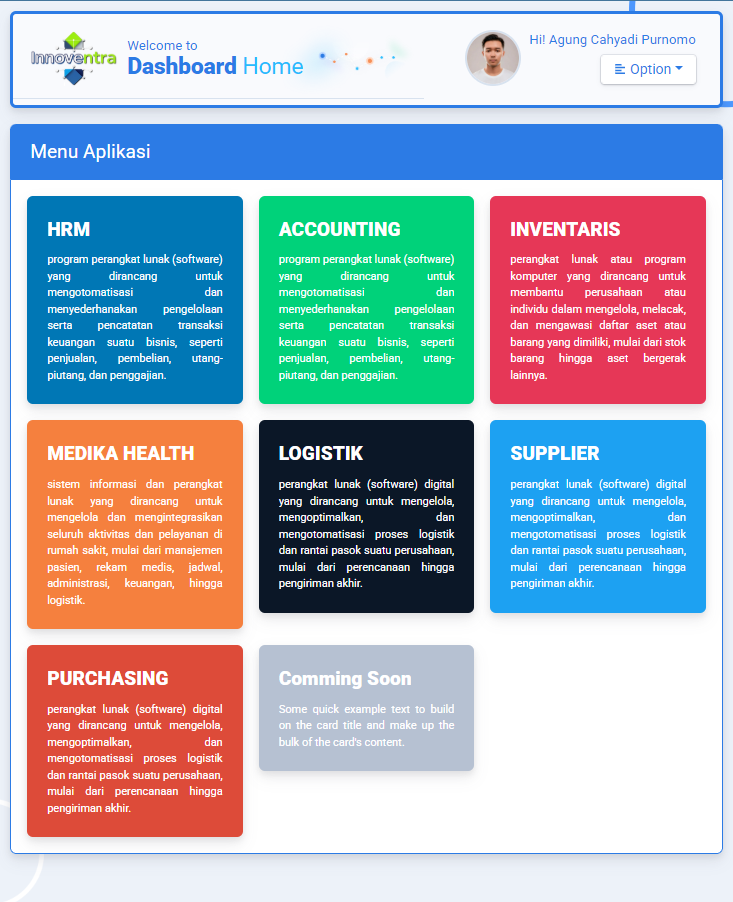 Innoventra
Welcome to
Dashboard Home
Hi! Agung Cahyadi Purnomo
Option
Menu Aplikasi
HRM
program perangkat lunak (software)
yang dirancang untuk
mengotomatisasi dan
menyederhanakan pengelolaan
serta pencatatan transaksi
keuangan suatu bisnis, seperti
penjualan, pembelian, utang-
piutang, dan penggajian.
ACCOUNTING
program perangkat lunak (software)
yang dirancang untuk
mengotomatisasi dan
menyederhanakan pengelolaan
serta pencatatan transaksi
keuangan suatu bisnis, seperti
penjualan, pembelian, utang-
piutang, dan penggajian.
INVENTARIS
perangkat lunak atau program
komputer yang dirancang untuk
membantu perusahaan atau
individu dalam mengelola, melacak,
dan mengawasi daftar aset atau
barang yang dimiliki, mulai dari stok
barang hingga aset bergerak
lainnya.
MEDIKA HEALTH
sistem informasi dan perangkat
lunak yang dirancang untuk
mengelola dan mengintegrasikan
seluruh aktivitas dan pelayanan di
rumah sakit, mulai dari manajemen
pasien, rekam medis, jadwal,
administrasi, keuangan, hingga
logistik.
LOGISTIK
perangkat lunak (software) digital
yang dirancang untuk mengelola,
mengoptimalkan, dan
mengotomatisasi proses logistik
dan rantai pasok suatu perusahaan,
mulai dari perencanaan hingga
pengiriman akhir.
SUPPLIER
perangkat lunak (software) digital
yang dirancang untuk mengelola,
mengoptimalkan, dan
mengotomatisasi proses logistik
dan rantai pasok suatu perusahaan,
mulai dari perencanaan hingga
pengiriman akhir.
PURCHASING
perangkat lunak (software) digital
yang dirancang untuk mengelola,
mengoptimalkan, dan
mengotomatisasi proses logistik
dan rantai pasok suatu perusahaan,
mulai dari perencanaan hingga
pengiriman akhir.
Comming Soon
Some quick example text to build
on the card title and make up the
bulk of the card's content.